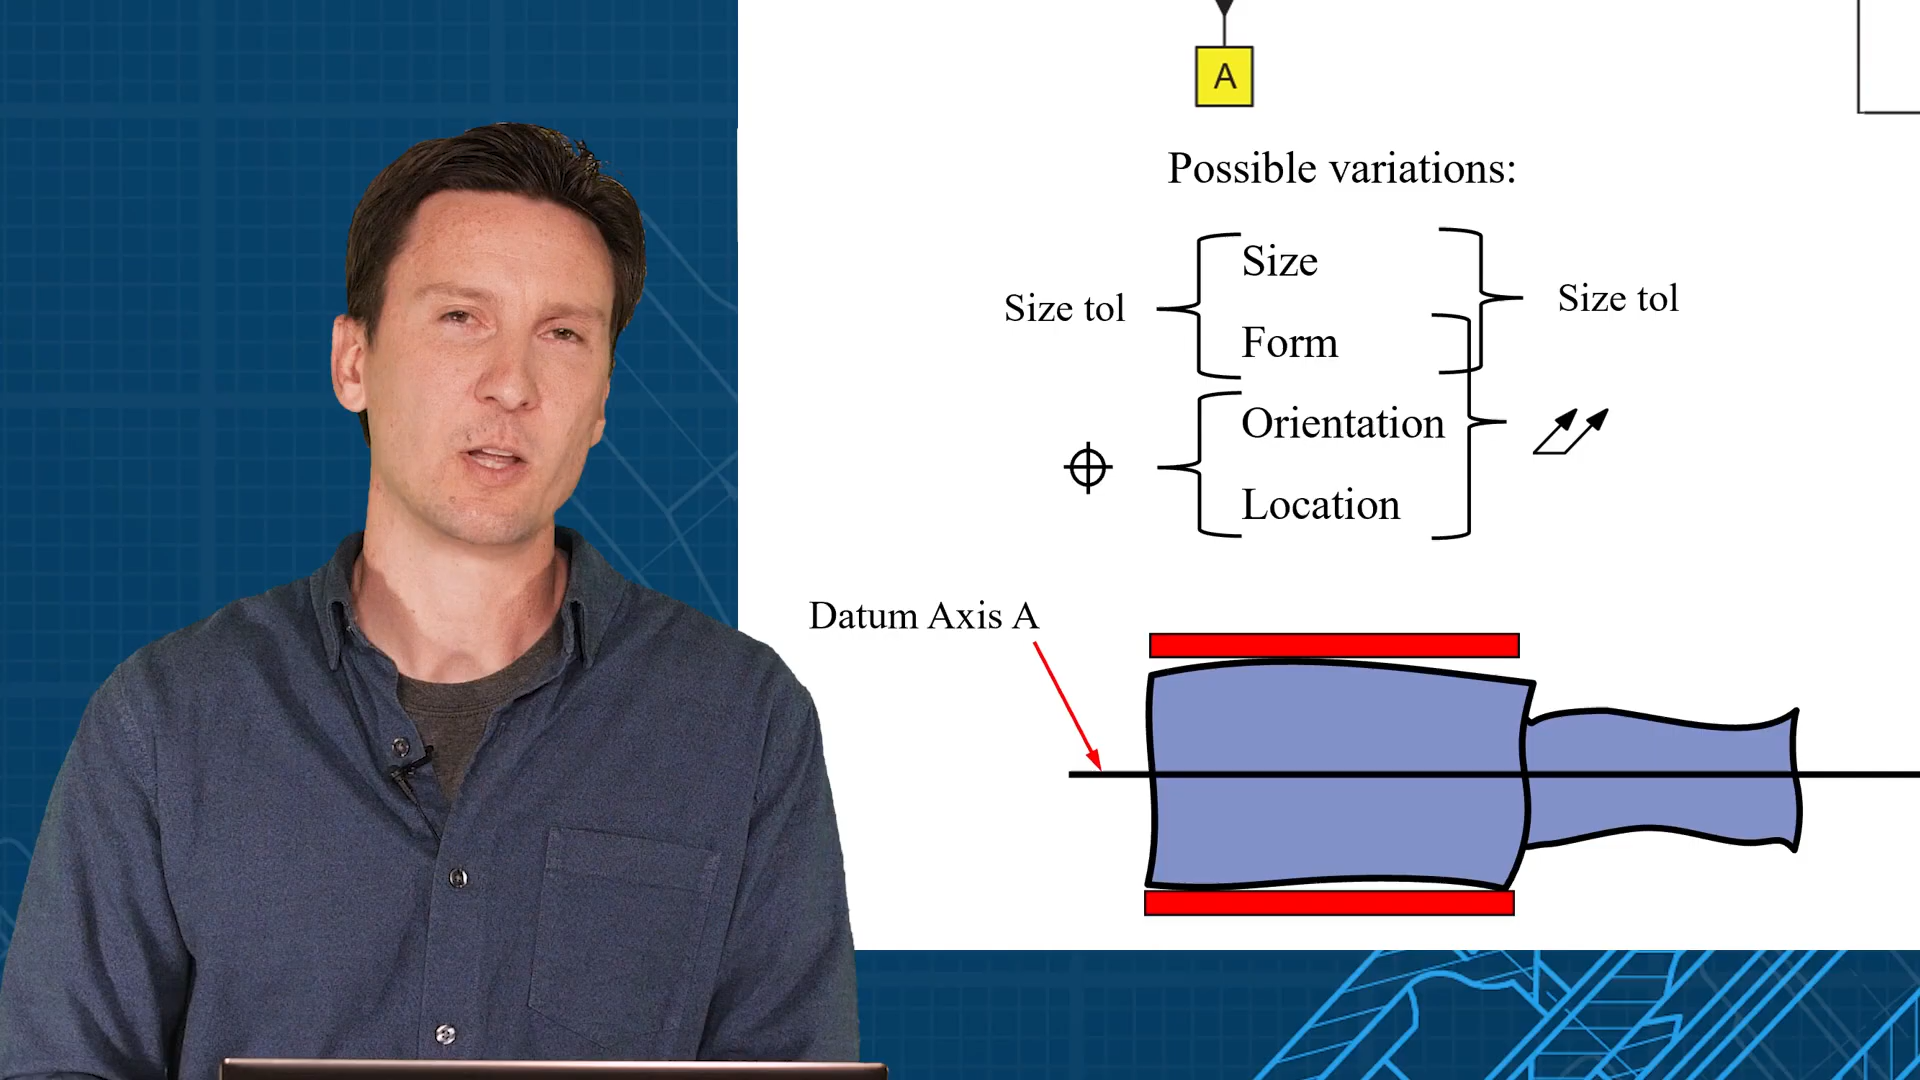 A
Possible variations:
Size
Size tol
Size tol
Form
Orientation
Location
Datum Axis A